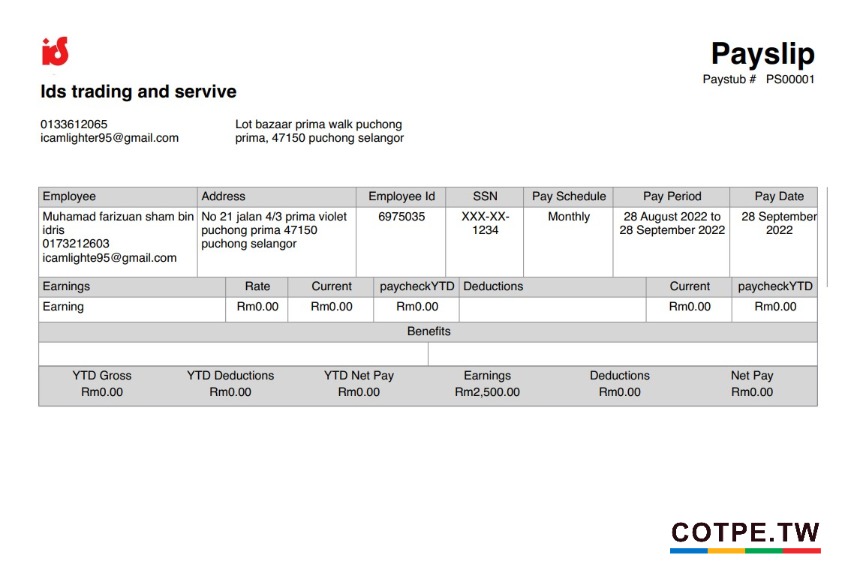 ids
Payslip
Paystub # PS00001
Ids trading and servive
0133612065
icamlighter95@gmail.com
Lot bazaar prima walk puchong
prima, 47150 puchong selangor
Employee Address Employee Id SSN Pay Schedule Pay Period Pay Date
Muhamad farizuan sham bin
idris
0173212603
icamlighte95@gmail.com
No 21 jalan 4/3 prima violet
puchong prima 47150
puchong selangor
6975035
XXX-XX-
1234
Monthly
28 August 2022 to
28 September 2022
28 September
2022
Earnings Rate Current paycheckYTD Deductions Current paycheckYTD
Earning Rm0.00 Rm0.00 Rm0.00 Rm0.00 Rm0.00
Benefits
YTD Gross YTD Deductions YTD Net Pay Earnings Deductions Net Pay
Rm0.00 Rm0.00 Rm0.00 Rm2,500.00 Rm0.00 Rm0.00
COTPE.TW